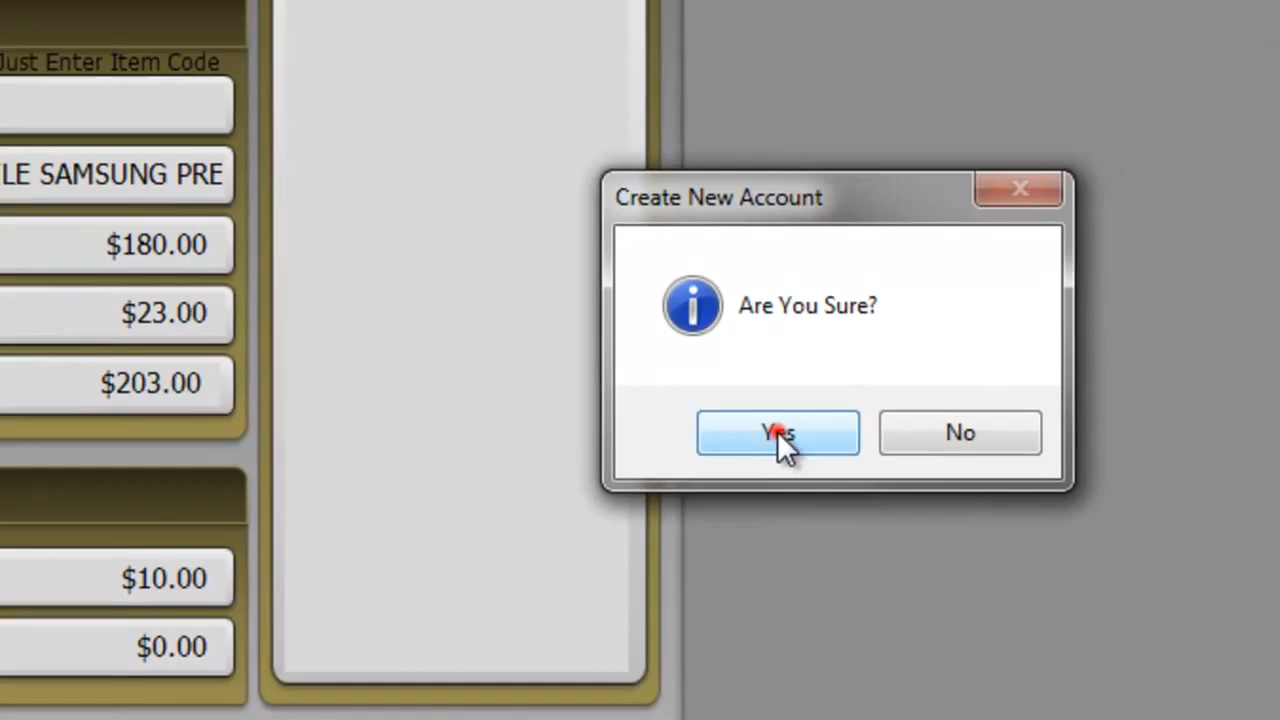 Just Enter Item Code
LE SAMSUNG PRE
$180.00
$23.00
$203.00
$10.00
$0.00
Create New Account
Are You Sure?
Yes
No